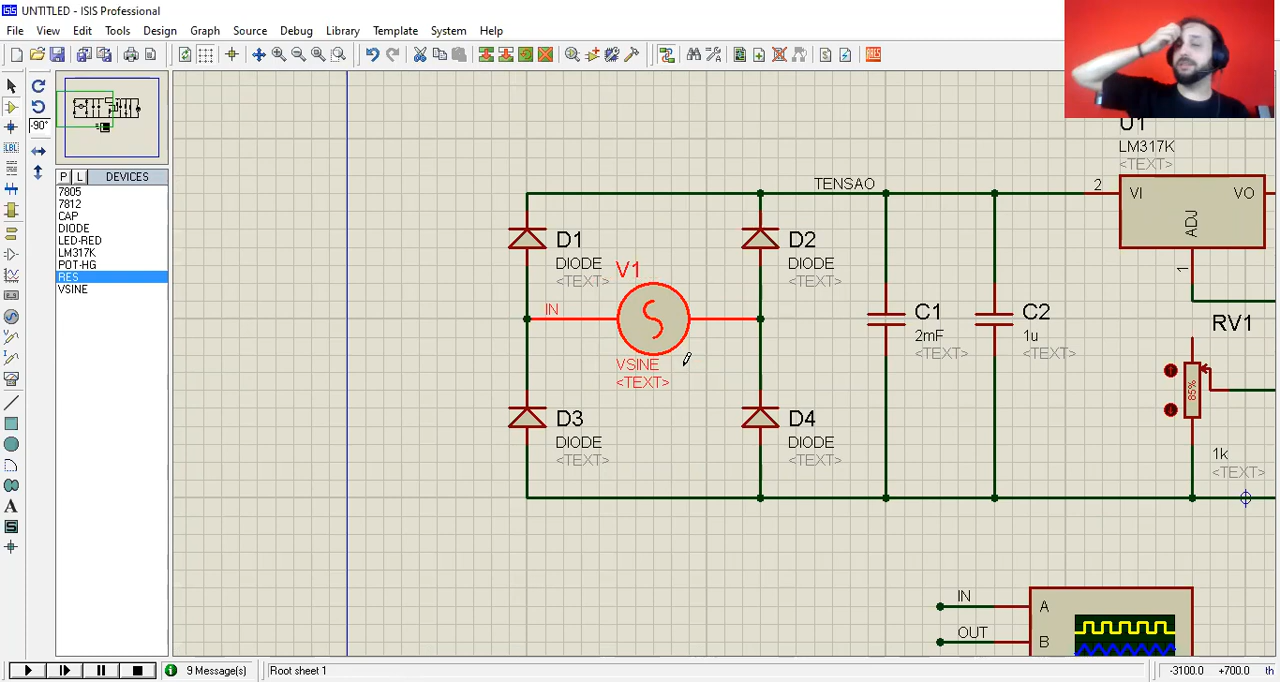 UNTITLED - ISIS Professional
File View Edit Tools Design Graph Source Debug Library Template System Help
-90°
P L DEVICES
7805
7812
CAP
DIODE
LED-RED
LM317K
POT-HG
RES
VSINE
U1
LM317K
<TEXT>
TENSAO
2 VI VO
ADJ
1
D1
DIODE
<TEXT>
D2
DIODE
<TEXT>
V1
IN
VSINE
<TEXT>
C1
2mF
<TEXT>
C2
1u
<TEXT>
RV1
85%
1k
<TEXT>
D3
DIODE
<TEXT>
D4
DIODE
<TEXT>
IN A
OUT B
9 Message(s) Root sheet 1 -3100.0 +700.0 th